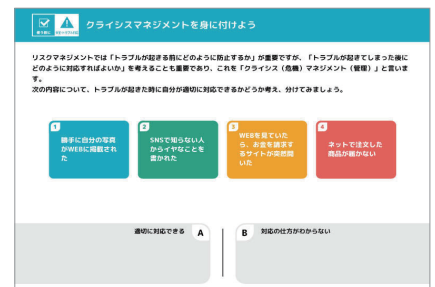 クライシスマネジメントを身に付けよう
リスクマネジメントでは「トラブルが起きる前にどのように防止するか」が重要ですが、「トラブルが起きてしまった後に
どのように対応すればよいか」を考えることも重要であり、これを「クライシス（危機）マネジメント（管理）」と言いま
す。
次の内容について、トラブルが起きた時に自分が適切に対応できるかどうか考え、分けてみましょう。
1
勝手に自分の写真
がWEBに掲載され
た
2
SNSで知らない人
からイヤなことを
書かれた
3
WEBを見ていた
ら、お金を請求す
るサイトが突然開
いた
4
ネットで注文した
商品が届かない
適切に対応できる A
B 対応の仕方がわからない